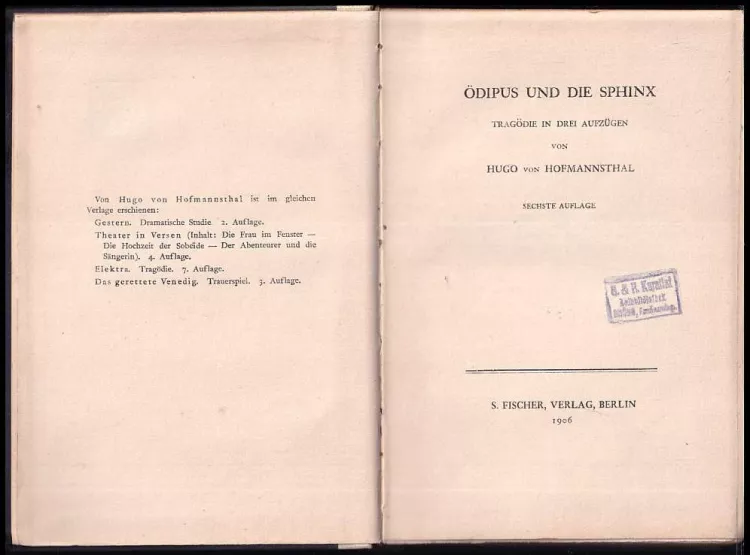 Von Hugo von Hofmannsthal ist im gleichen
Verlage erschienen:
Gestern. Dramatische Studie 2. Auflage.
Theater in Versen (Inhalt: Die Frau im Fenster —
Die Hochzeit der Sobeïde — Der Abenteurer und die
Sängerin). 4. Auflage.
Elektra. Tragödie. 7. Auflage.
Das gerettete Venedig. Trauerspiel. 3. Auflage.
ÖDIPUS UND DIE SPHINX
TRAGÖDIE IN DREI AUFZÜGEN
VON
HUGO VON HOFMANNSTHAL
SECHSTE AUFLAGE
S. FISCHER, VERLAG, BERLIN
1906